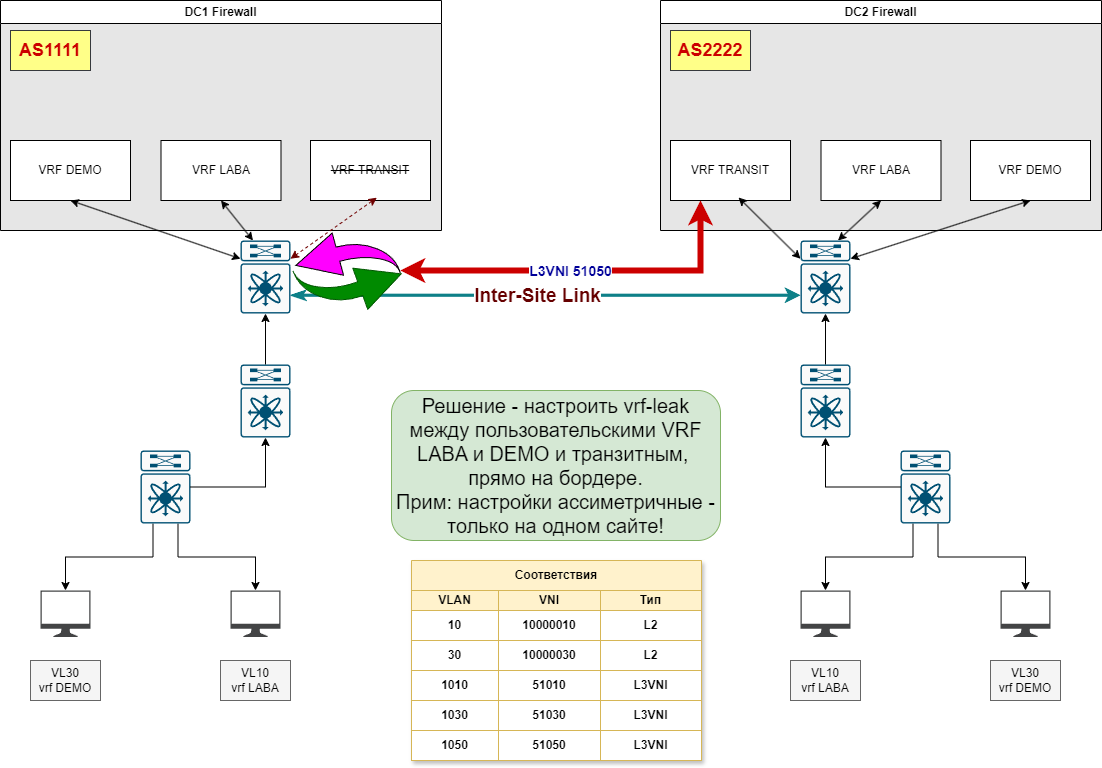 DC1 Firewall
DC2 Firewall
AS1111
AS2222
VRF DEMO
VRF LABA
VRF TRANSIT
VRF TRANSIT
VRF LABA
VRF DEMO
L3VNI 51050
Inter-Site Link
Решение - настроить vrf-leak
между пользовательскими VRF
LABA и DEMO и транзитным,
прямо на бордере.
Прим: настройки ассиметричные -
только на одном сайте!
Соответствия
VLAN VNI Тип
10 10000010 L2
30 10000030 L2
1010 51010 L3VNI
1030 51030 L3VNI
1050 51050 L3VNI
VL30
vrf DEMO
VL10
vrf LABA
VL10
vrf LABA
VL30
vrf DEMO